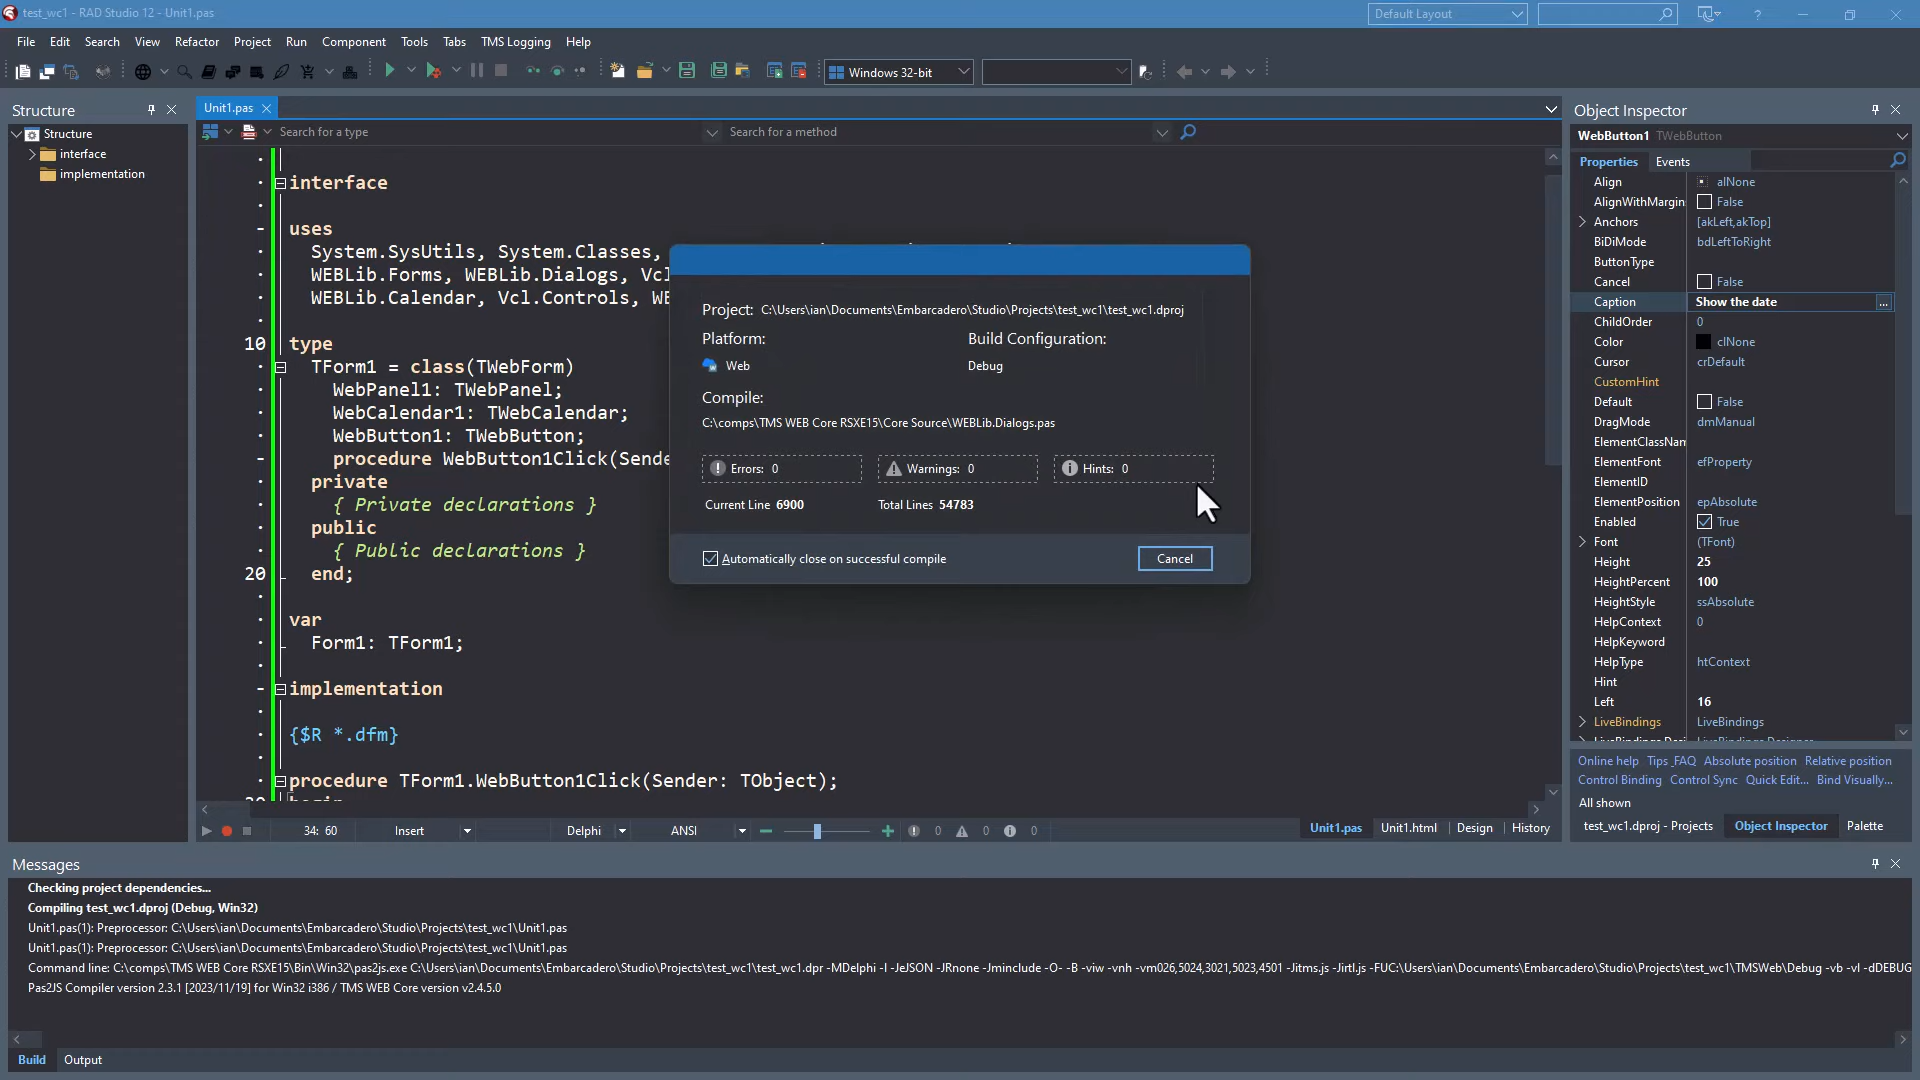 test_wc1 - RAD Studio 12 - Unit1.pas
Default Layout
File Edit Search View Refactor Project Run Component Tools Tabs TMS Logging Help
Windows 32-bit
Structure
Structure
interface
implementation
Unit1.pas
Search for a type
Search for a method
interface
uses
System.SysUtils, System.Classes,
WEBLib.Forms, WEBLib.Dialogs, Vcl
WEBLib.Calendar, Vcl.Controls, WE
10 type
TForm1 = class(TWebForm)
WebPanel1: TWebPanel;
WebCalendar1: TWebCalendar;
WebButton1: TWebButton;
procedure WebButton1Click(Sende
private
{ Private declarations }
public
{ Public declarations }
20 end;
var
Form1: TForm1;
implementation
{$R *.dfm}
procedure TForm1.WebButton1Click(Sender: TObject);
begin
34: 60 Insert Delphi ANSI 0 0 0
Unit1.pas Unit1.html Design History
Project: C:\Users\ian\Documents\Embarcadero\Studio\Projects\test_wc1\test_wc1.dproj
Platform: Build Configuration:
Web Debug
Compile:
C:\comps\TMS WEB Core RSXE15\Core Source\WEBLib.Dialogs.pas
Errors: 0 Warnings: 0 Hints: 0
Current Line 6900 Total Lines 54783
Automatically close on successful compile
Cancel
Object Inspector
WebButton1 TWebButton
Properties Events
Align alNone
AlignWithMargins False
Anchors [akLeft,akTop]
BiDiMode bdLeftToRight
ButtonType
Cancel False
Caption Show the date ...
ChildOrder 0
Color clNone
Cursor crDefault
CustomHint
Default False
DragMode dmManual
ElementClassNam
ElementFont efProperty
ElementID
ElementPosition epAbsolute
Enabled True
Font (TFont)
Height 25
HeightPercent 100
HeightStyle ssAbsolute
HelpContext 0
HelpKeyword
HelpType htContext
Hint
Left 16
LiveBindings LiveBindings
LiveBindings Desi LiveBindings Designer
Online help Tips_FAQ Absolute position Relative position
Control Binding Control Sync Quick Edit... Bind Visually...
All shown
test_wc1.dproj - Projects Object Inspector Palette
Messages
Checking project dependencies...
Compiling test_wc1.dproj (Debug, Win32)
Unit1.pas(1): Preprocessor: C:\Users\ian\Documents\Embarcadero\Studio\Projects\test_wc1\Unit1.pas
Unit1.pas(1): Preprocessor: C:\Users\ian\Documents\Embarcadero\Studio\Projects\test_wc1\Unit1.pas
Command line: C:\comps\TMS WEB Core RSXE15\Bin\Win32\pas2js.exe C:\Users\ian\Documents\Embarcadero\Studio\Projects\test_wc1\test_wc1.dpr -MDelphi -l -JeJSON -JRnone -Jminclude -O- -B -viw -vnh -vm026,5024,3021,5023,4501 -Jitms.js -Jirtl.js -FUC:\Users\ian\Documents\Embarcadero\Studio\Projects\test_wc1\TMSWeb\Debug -vb -vl -dDEBUG
Pas2JS Compiler version 2.3.1 [2023/11/19] for Win32 i386 / TMS WEB Core version v2.4.5.0
Build Output